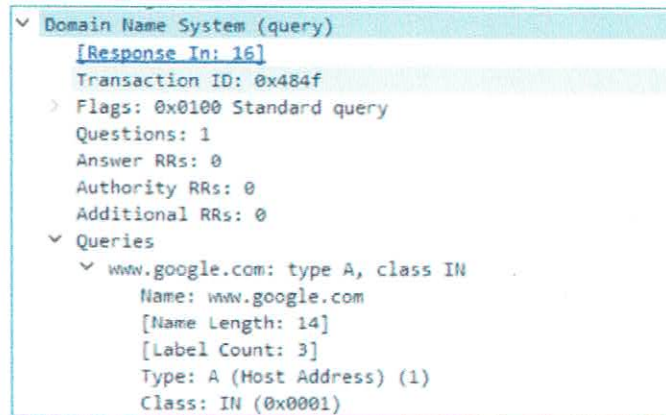 Domain Name System (query)
[Response In: 16]
Transaction ID: 0x484f
Flags: 0x0100 Standard query
Questions: 1
Answer RRs: 0
Authority RRs: 0
Additional RRs: 0
Queries
www.google.com: type A, class IN
Name: www.google.com
[Name Length: 14]
[Label Count: 3]
Type: A (Host Address) (1)
Class: IN (0x0001)